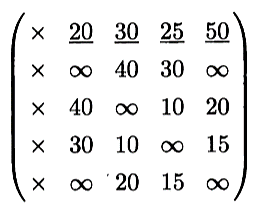 × 20 30 25 50
× ∞ 40 30 ∞
× 40 ∞ 10 20
× 30 10 ∞ 15
× ∞ 20 15 ∞